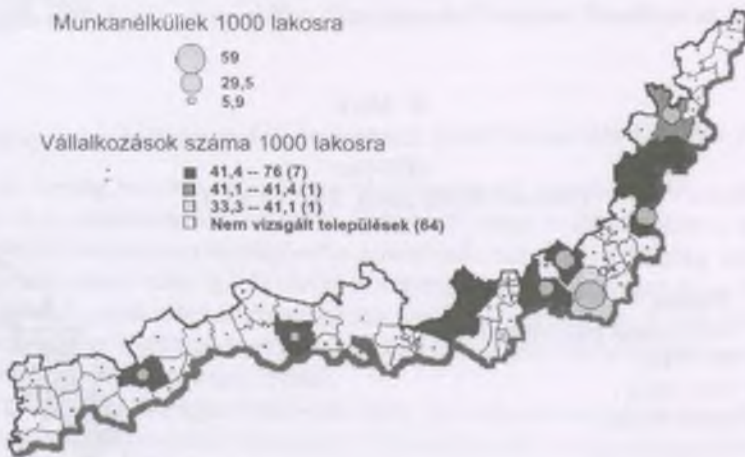 Munkanélküliek 1000 lakosra
59
29,5
5,9
Vállalkozások száma 1000 lakosra
41,4 -- 76 (7)
41,1 -- 41,4 (1)
33,3 -- 41,1 (1)
Nem vizsgált települések (64)